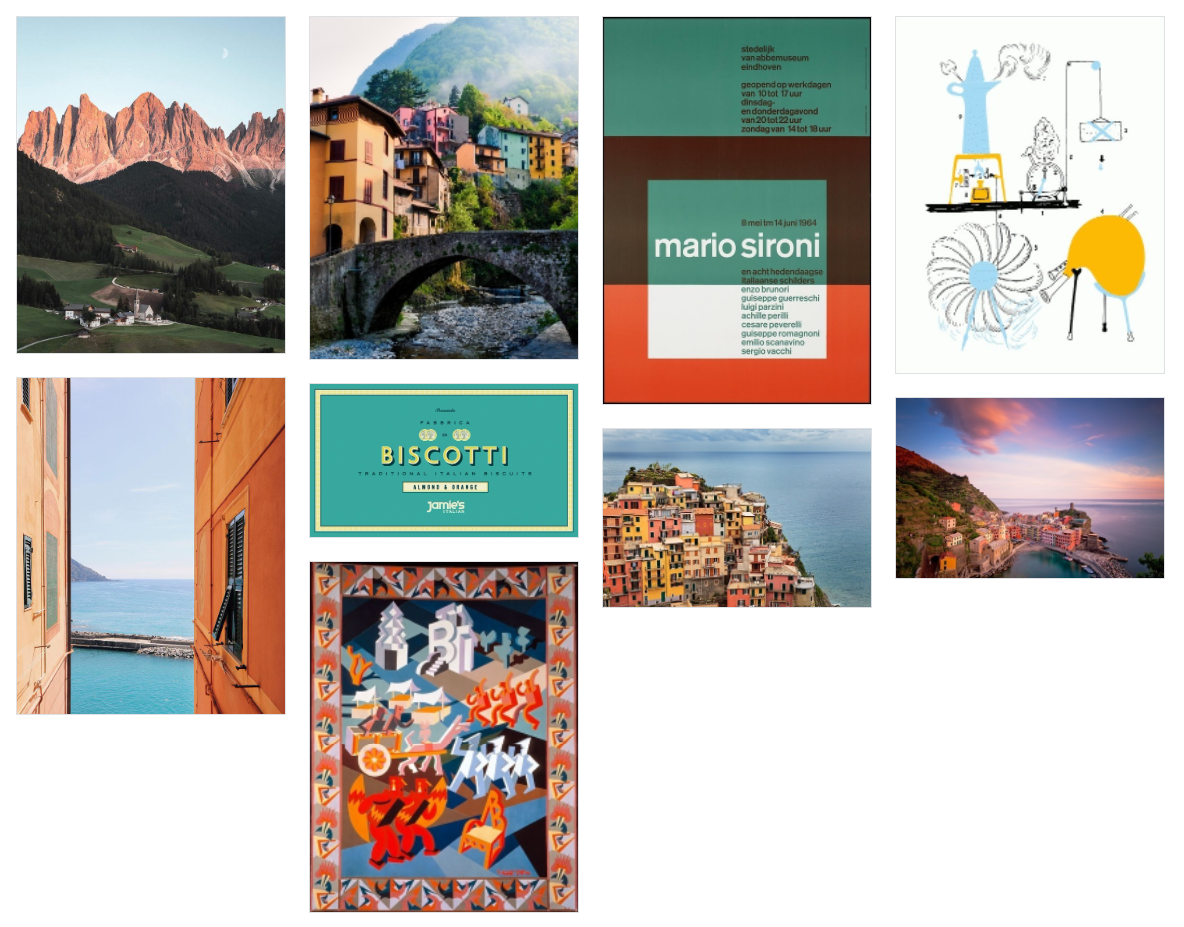 stedelijk
van abbemuseum
eindhoven
geopend op werkdagen
van 10 tot 17 uur
dinsdag-
en donderdagavond
van 20 tot 22 uur
zondag van 14 tot 18 uur
8 mei tm 14 juni 1964
mario sironi
en acht hedendaagse
italiaanse schilders
enzo brunori
guiseppe guerreschi
luigi parzini
achille perilli
cesare peverelli
guiseppe romagnoni
emilio scanavino
sergio vacchi
FABBRICA
BISCOTTI
TRADITIONAL ITALIAN BISCUITS
ALMOND & ORANGE
Jamie's
ITALIAN